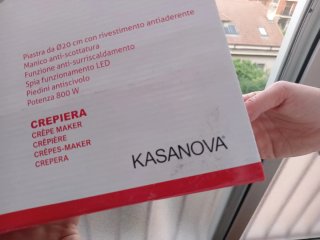 Piastra da Ø20 cm con rivestimento antiaderente
Manico anti-scottatura
Funzione anti-surriscaldamento
Spia funzionamento LED
Piedini antiscivolo
Potenza 800 W
CREPIERA
CRÊPE MAKER
CRÊPIÈRE
CRÊPES-MAKER
CREPERA
KASANOVA®